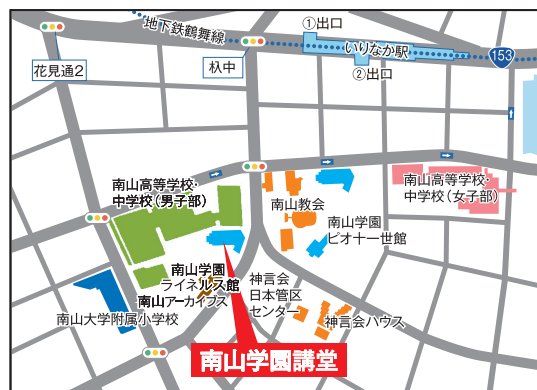 地下鉄鶴舞線
①出口
いりなか駅
②出口
153
花見通2
杁中
南山高等学校・
中学校(男子部)
南山教会
南山高等学校・
中学校(女子部)
南山学園
ピオ十一世館
南山学園
ライネルス館
南山アーカイブス
神言会
日本管区
センター
南山大学附属小学校
神言会ハウス
南山学園講堂